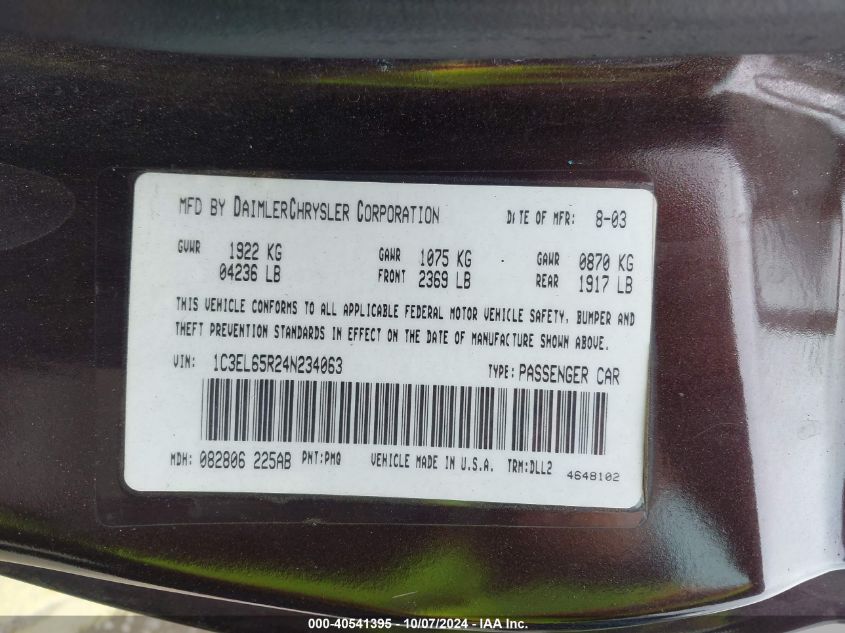 MFD BY DAIMLERCHRYSLER CORPORATION DATE OF MFR: 8-03
GVWR 1922 KG GAWR 1075 KG GAWR 0870 KG
04236 LB FRONT 2369 LB REAR 1917 LB
THIS VEHICLE CONFORMS TO ALL APPLICABLE FEDERAL MOTOR VEHICLE SAFETY, BUMPER AND
THEFT PREVENTION STANDARDS IN EFFECT ON THE DATE OF MANUFACTURE SHOWN ABOVE.
VIN: 1C3EL65R24N234063 TYPE: PASSENGER CAR
MDH: 082806 225AB PNT:PMQ VEHICLE MADE IN U.S.A. TRM:DLL2 4648102
000-40541395 - 10/07/2024 - IAA Inc.